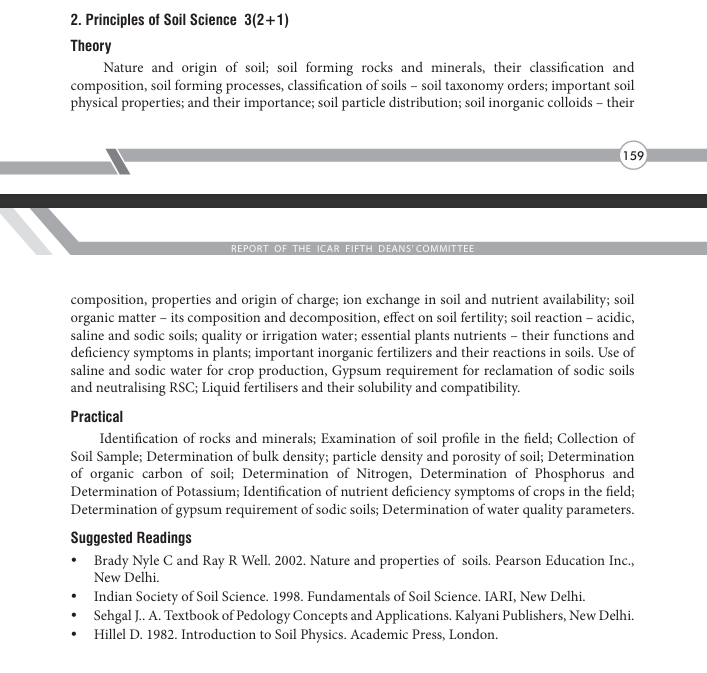 2. Principles of Soil Science 3(2+1)
Theory
Nature and origin of soil; soil forming rocks and minerals, their classification and
composition, soil forming processes, classification of soils – soil taxonomy orders; important soil
physical properties; and their importance; soil particle distribution; soil inorganic colloids – their
159
REPORT OF THE ICAR FIFTH DEANS' COMMITTEE
composition, properties and origin of charge; ion exchange in soil and nutrient availability; soil
organic matter – its composition and decomposition, effect on soil fertility; soil reaction – acidic,
saline and sodic soils; quality or irrigation water; essential plants nutrients – their functions and
deficiency symptoms in plants; important inorganic fertilizers and their reactions in soils. Use of
saline and sodic water for crop production, Gypsum requirement for reclamation of sodic soils
and neutralising RSC; Liquid fertilisers and their solubility and compatibility.
Practical
Identification of rocks and minerals; Examination of soil profile in the field; Collection of
Soil Sample; Determination of bulk density; particle density and porosity of soil; Determination
of organic carbon of soil; Determination of Nitrogen, Determination of Phosphorus and
Determination of Potassium; Identification of nutrient deficiency symptoms of crops in the field;
Determination of gypsum requirement of sodic soils; Determination of water quality parameters.
Suggested Readings
• Brady Nyle C and Ray R Well. 2002. Nature and properties of soils. Pearson Education Inc.,
New Delhi.
• Indian Society of Soil Science. 1998. Fundamentals of Soil Science. IARI, New Delhi.
• Sehgal J.. A. Textbook of Pedology Concepts and Applications. Kalyani Publishers, New Delhi.
• Hillel D. 1982. Introduction to Soil Physics. Academic Press, London.